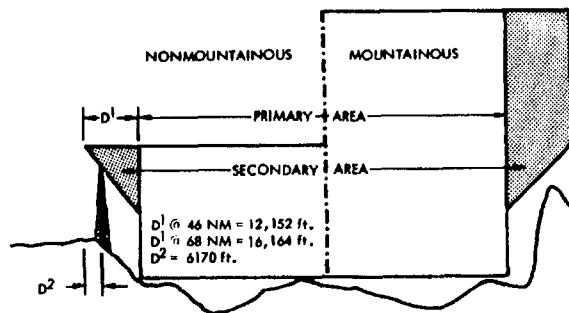 NONMOUNTAINOUS
MOUNTAINOUS
D¹
PRIMARY AREA
SECONDARY AREA
D¹ @ 46 NM = 12,152 ft.
D¹ @ 68 NM = 16,164 ft.
D² = 6170 ft.
D²